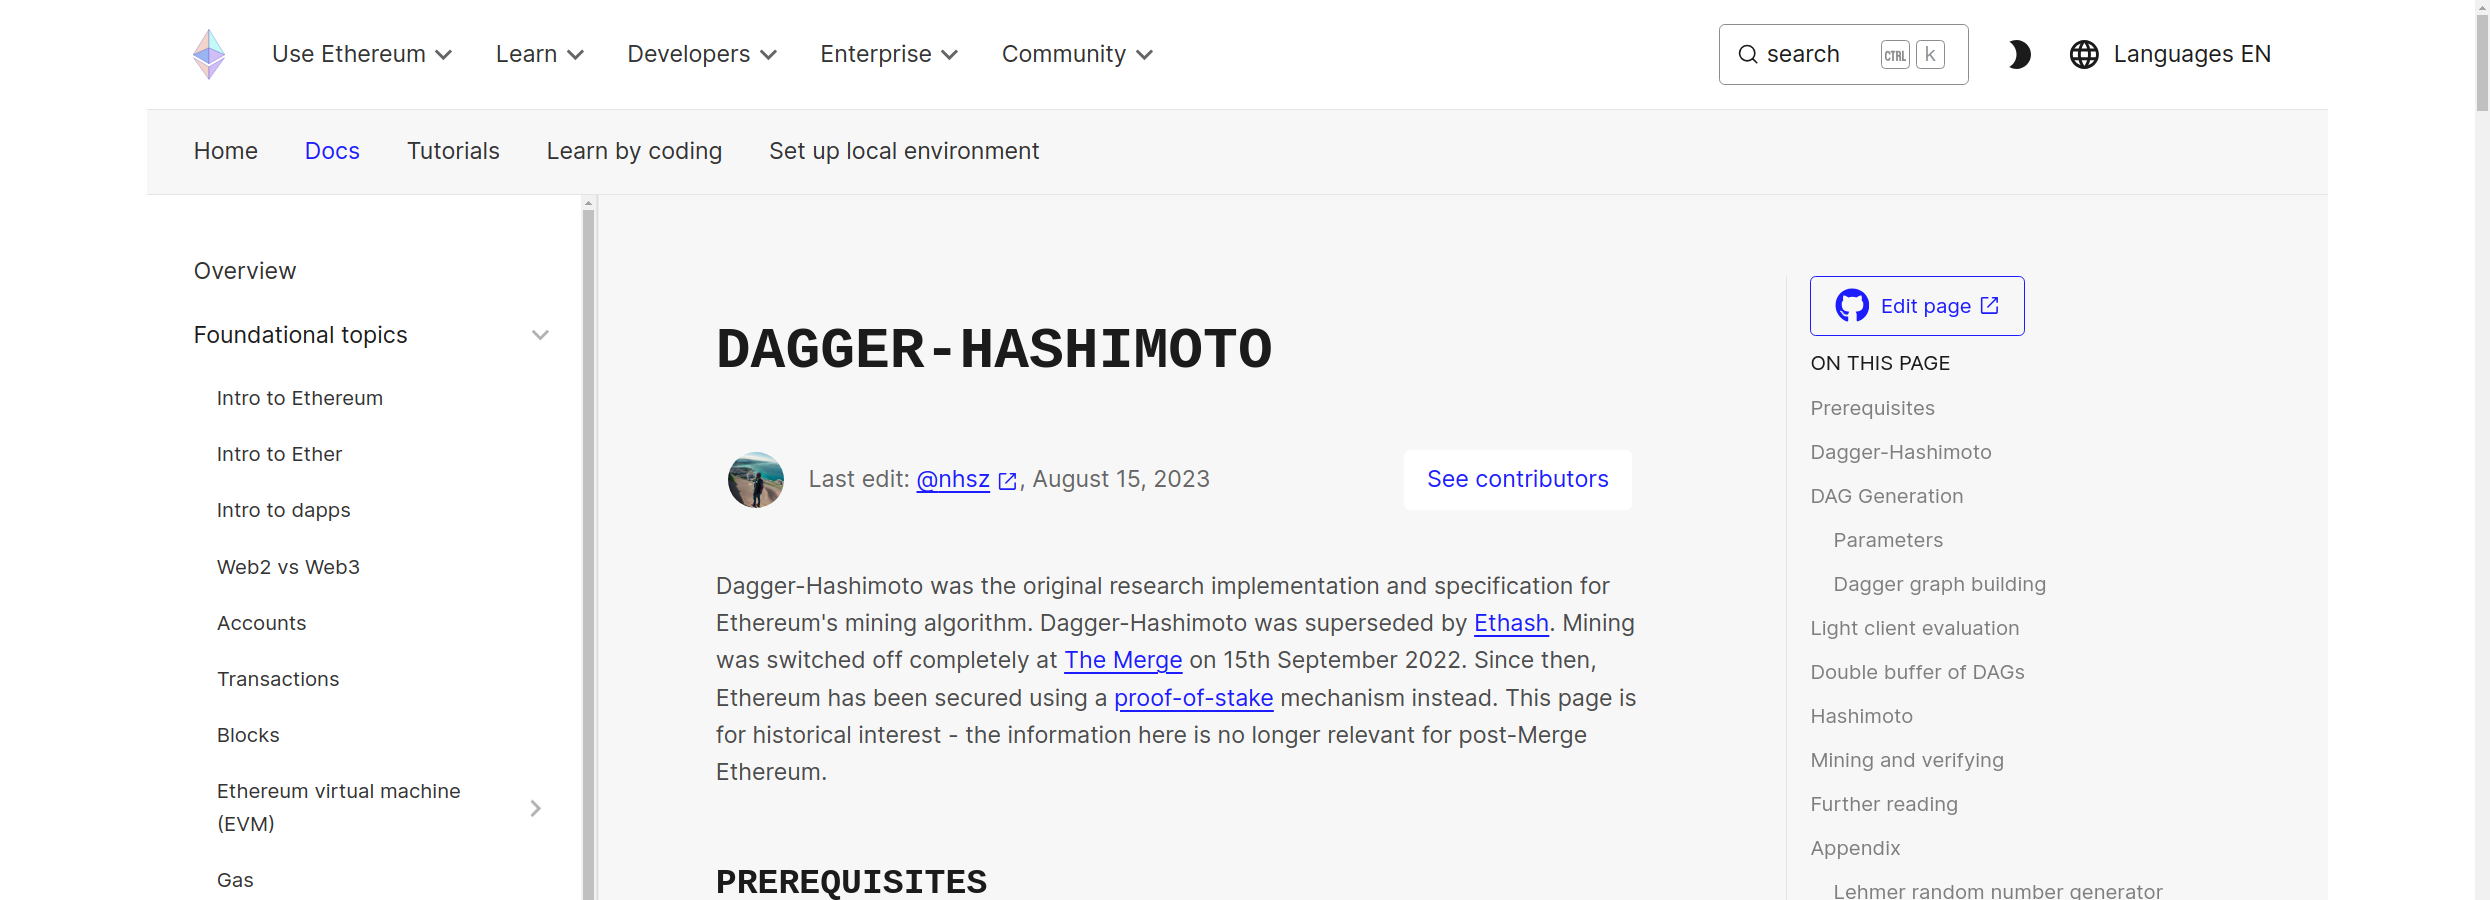 Use Ethereum
Learn
Developers
Enterprise
Community
search
CTRL
k
Languages EN
Home
Docs
Tutorials
Learn by coding
Set up local environment
Overview
Foundational topics
Intro to Ethereum
Intro to Ether
Intro to dapps
Web2 vs Web3
Accounts
Transactions
Blocks
Ethereum virtual machine
(EVM)
Gas
DAGGER-HASHIMOTO
Last edit: @nhsz , August 15, 2023
See contributors
Dagger-Hashimoto was the original research implementation and specification for
Ethereum's mining algorithm. Dagger-Hashimoto was superseded by Ethash. Mining
was switched off completely at The Merge on 15th September 2022. Since then,
Ethereum has been secured using a proof-of-stake mechanism instead. This page is
for historical interest - the information here is no longer relevant for post-Merge
Ethereum.
PREREQUISITES
Edit page
ON THIS PAGE
Prerequisites
Dagger-Hashimoto
DAG Generation
Parameters
Dagger graph building
Light client evaluation
Double buffer of DAGs
Hashimoto
Mining and verifying
Further reading
Appendix
Lehmer random number generator